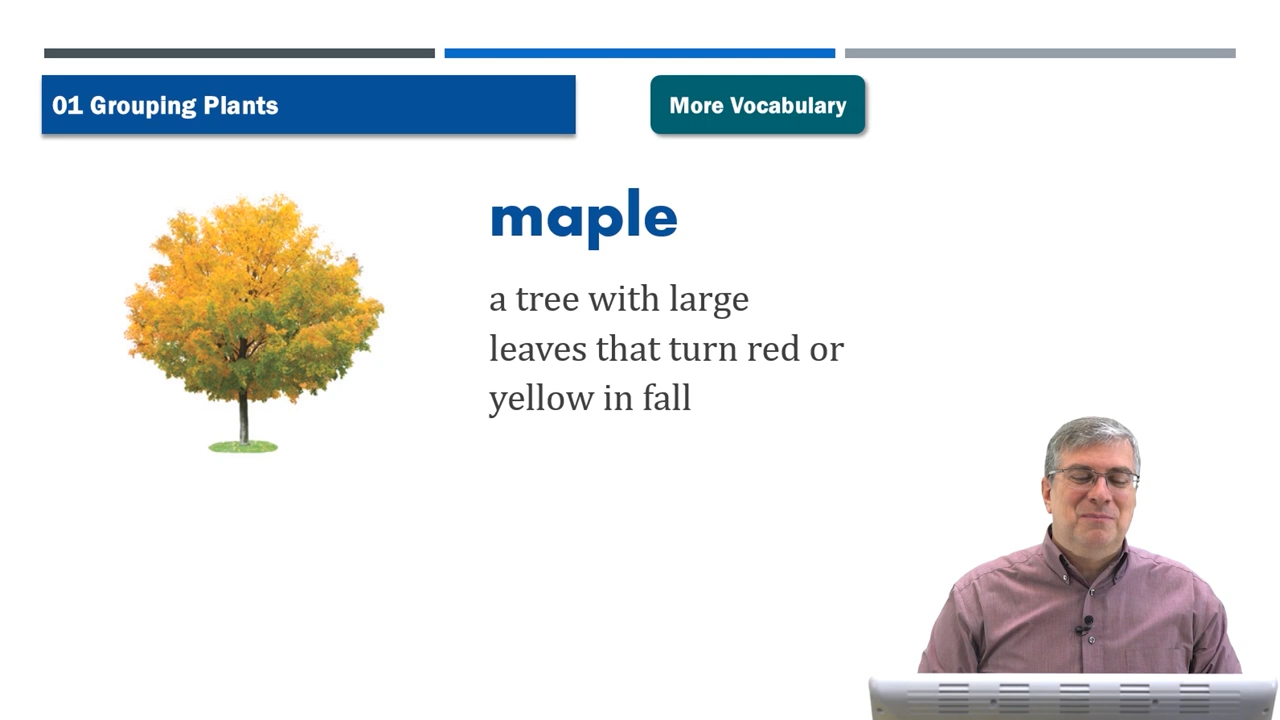 01 Grouping Plants
More Vocabulary
maple
a tree with large
leaves that turn red or
yellow in fall